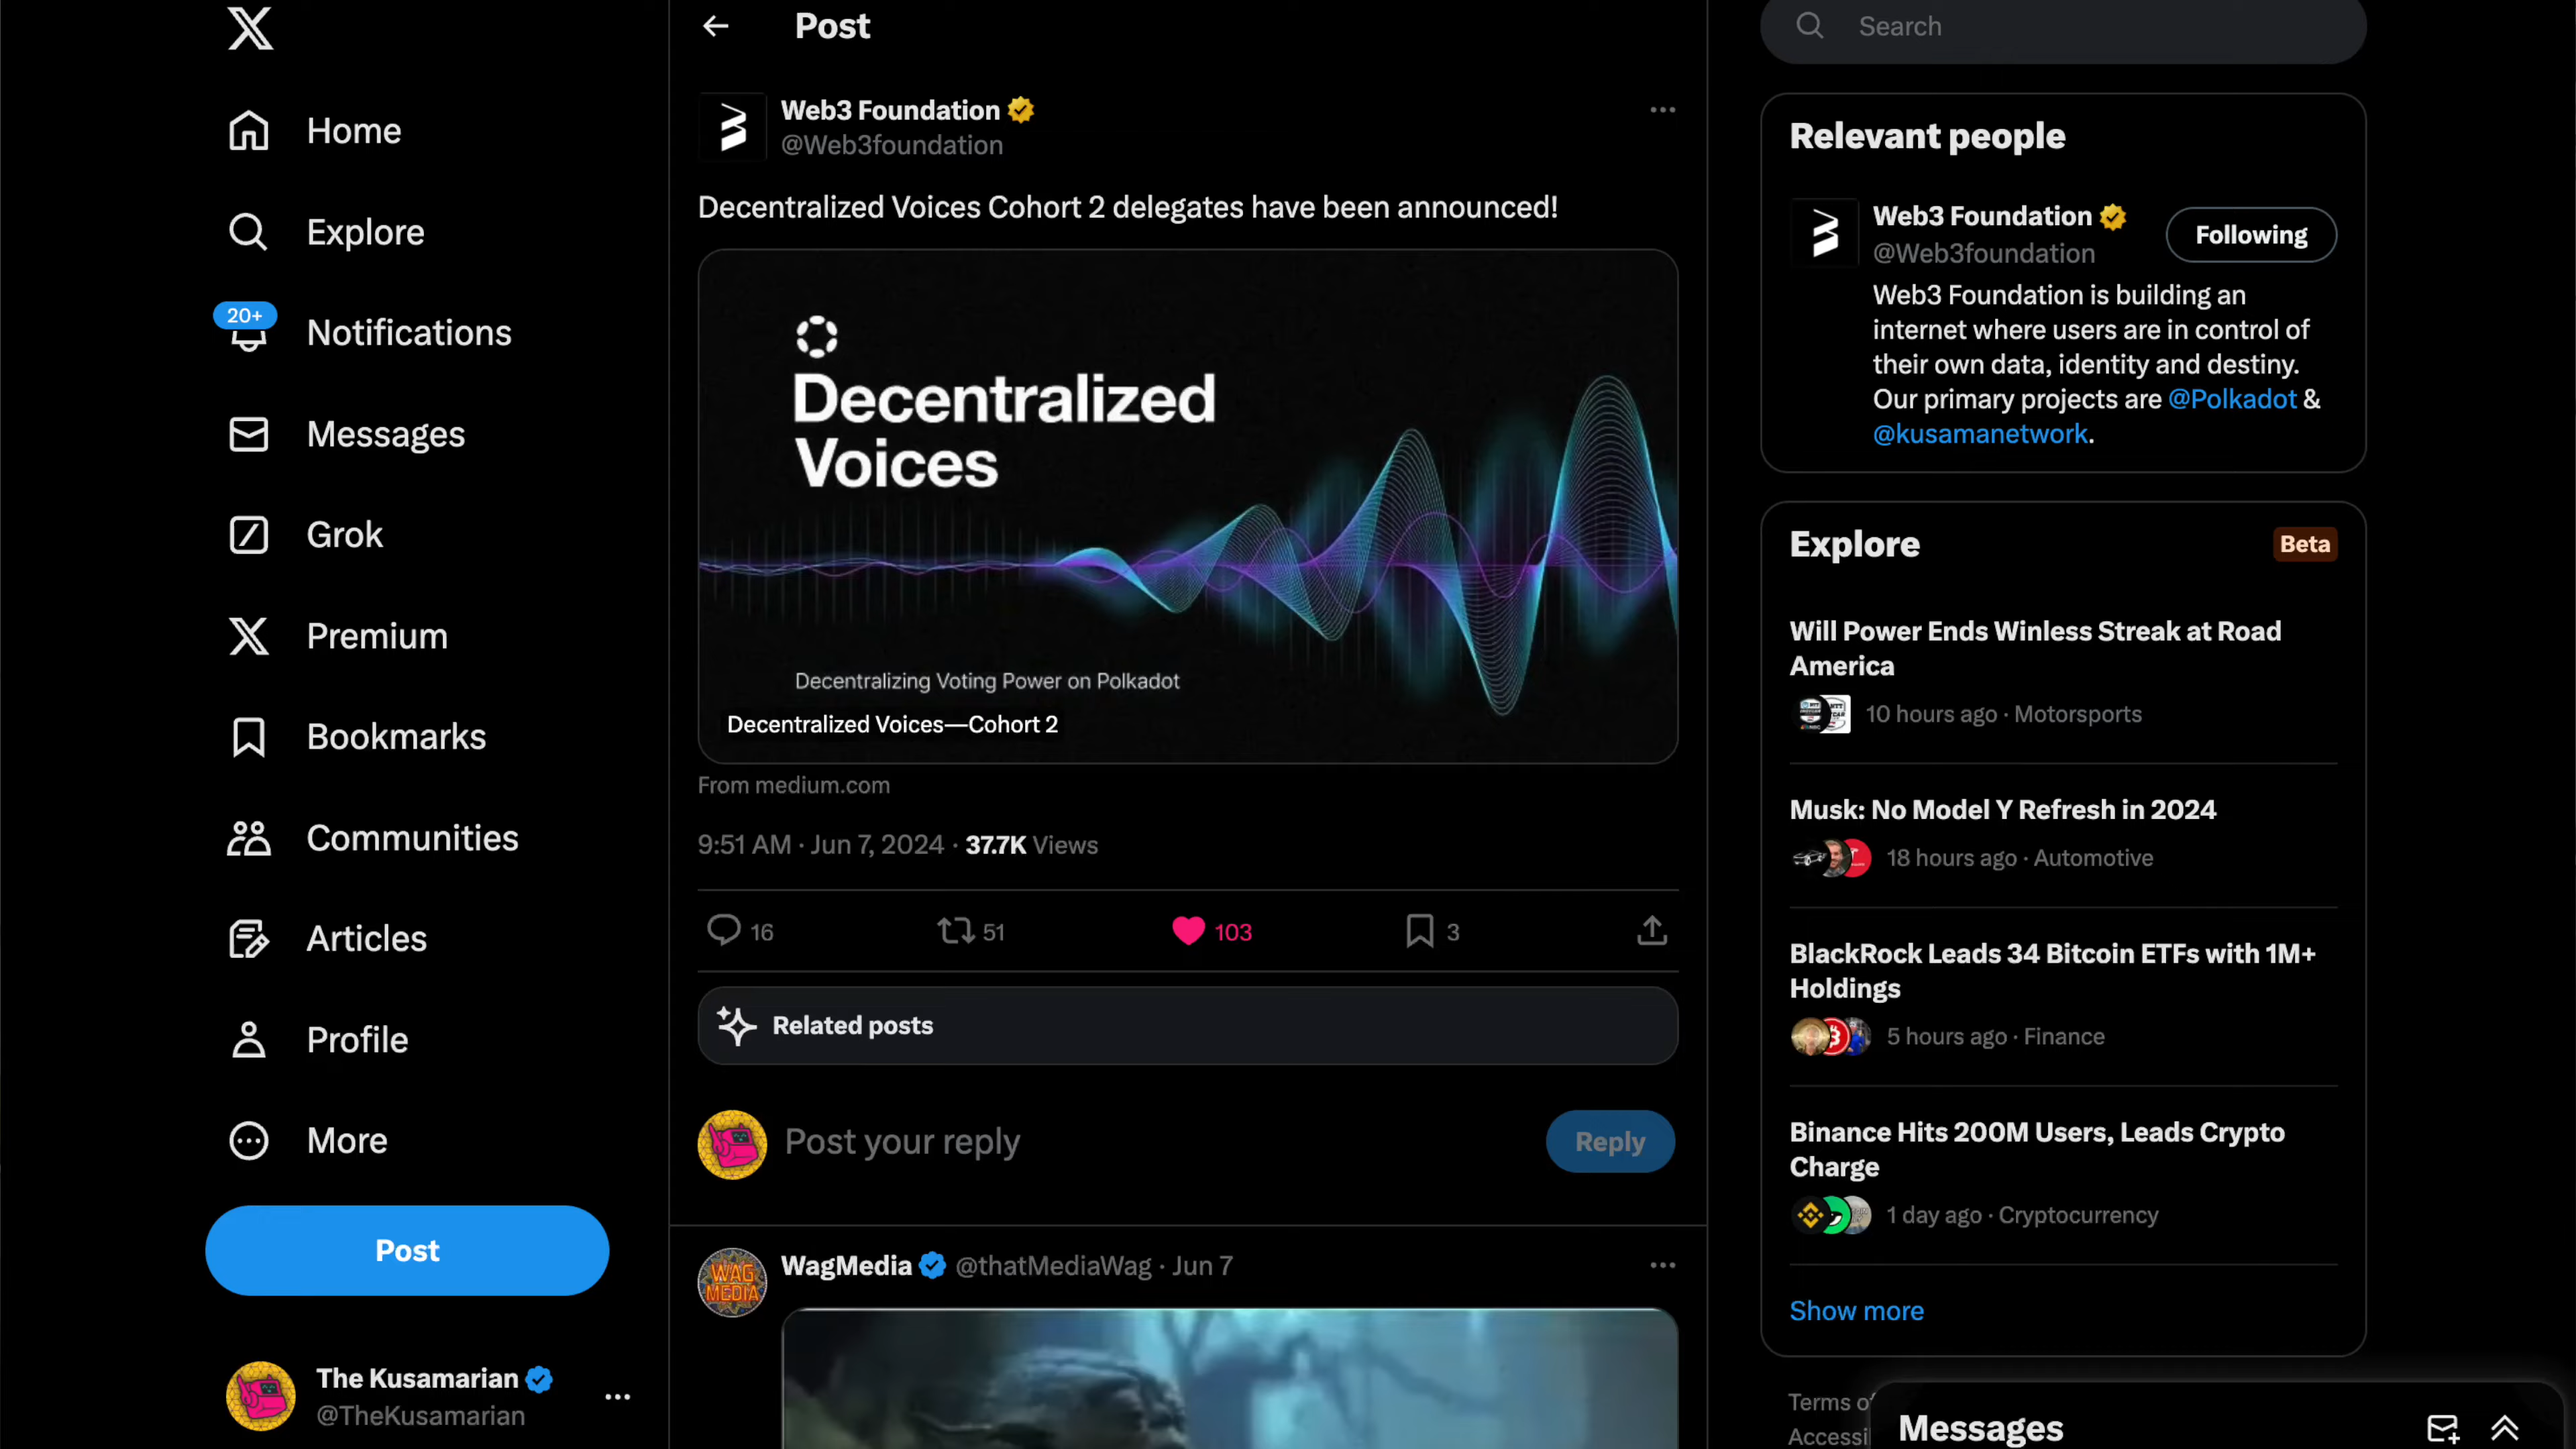 Home
Explore
20+
Notifications
Messages
Grok
Premium
Bookmarks
Communities
Articles
Profile
More
Post
The Kusamarian
@TheKusamarian
Post
Web3 Foundation
@Web3foundation
Decentralized Voices Cohort 2 delegates have been announced!
Decentralized
Voices
Decentralizing Voting Power on Polkadot
Decentralized Voices—Cohort 2
From medium.com
9:51 AM · Jun 7, 2024 · 37.7K Views
16 51 103 3
Related posts
Post your reply
Reply
WAG
MEDIA
WagMedia @thatMediaWag · Jun 7
Search
Relevant people
Web3 Foundation
@Web3foundation
Following
Web3 Foundation is building an
internet where users are in control of
their own data, identity and destiny.
Our primary projects are @Polkadot &
@kusamanetwork.
Explore
Beta
Will Power Ends Winless Streak at Road
America
10 hours ago · Motorsports
Musk: No Model Y Refresh in 2024
18 hours ago · Automotive
BlackRock Leads 34 Bitcoin ETFs with 1M+
Holdings
5 hours ago · Finance
Binance Hits 200M Users, Leads Crypto
Charge
1 day ago · Cryptocurrency
Show more
Terms
Messages